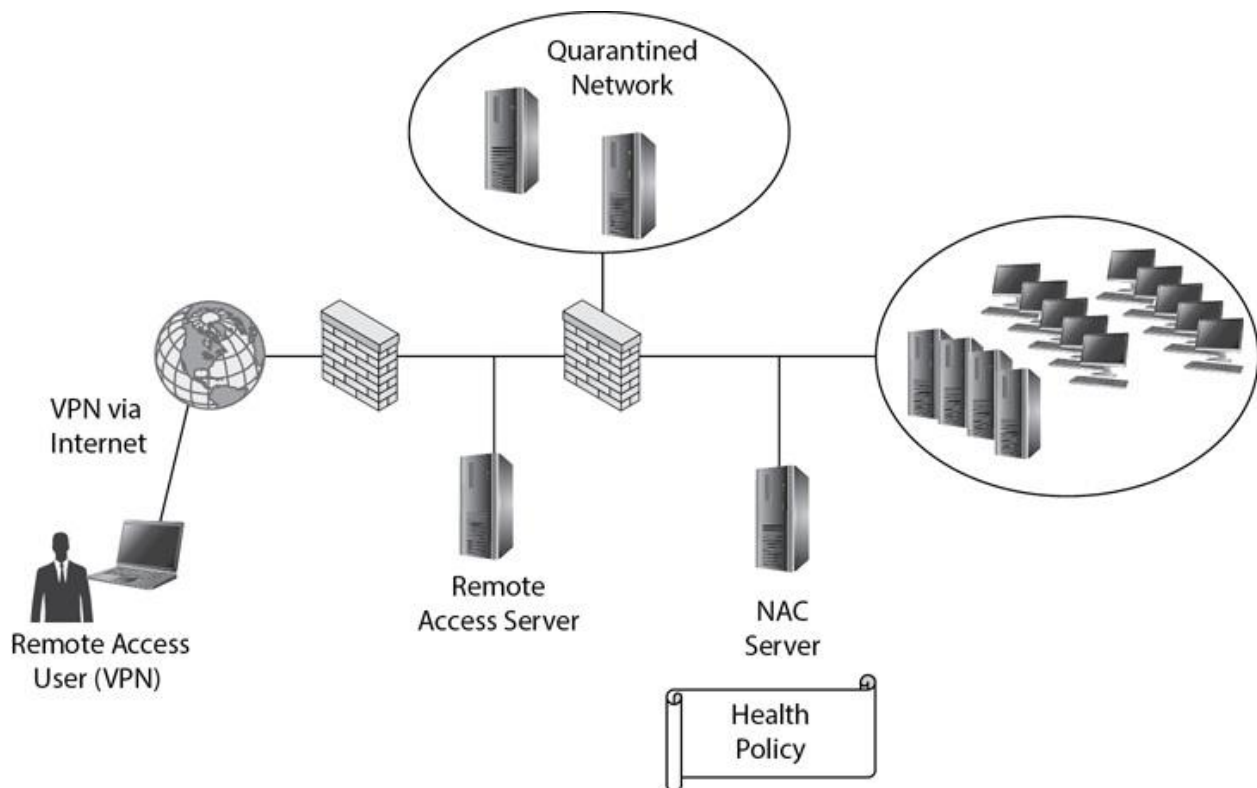 Quarantined
Network
VPN via
Internet
Remote Access
User (VPN)
Remote
Access Server
NAC
Server
Health
Policy